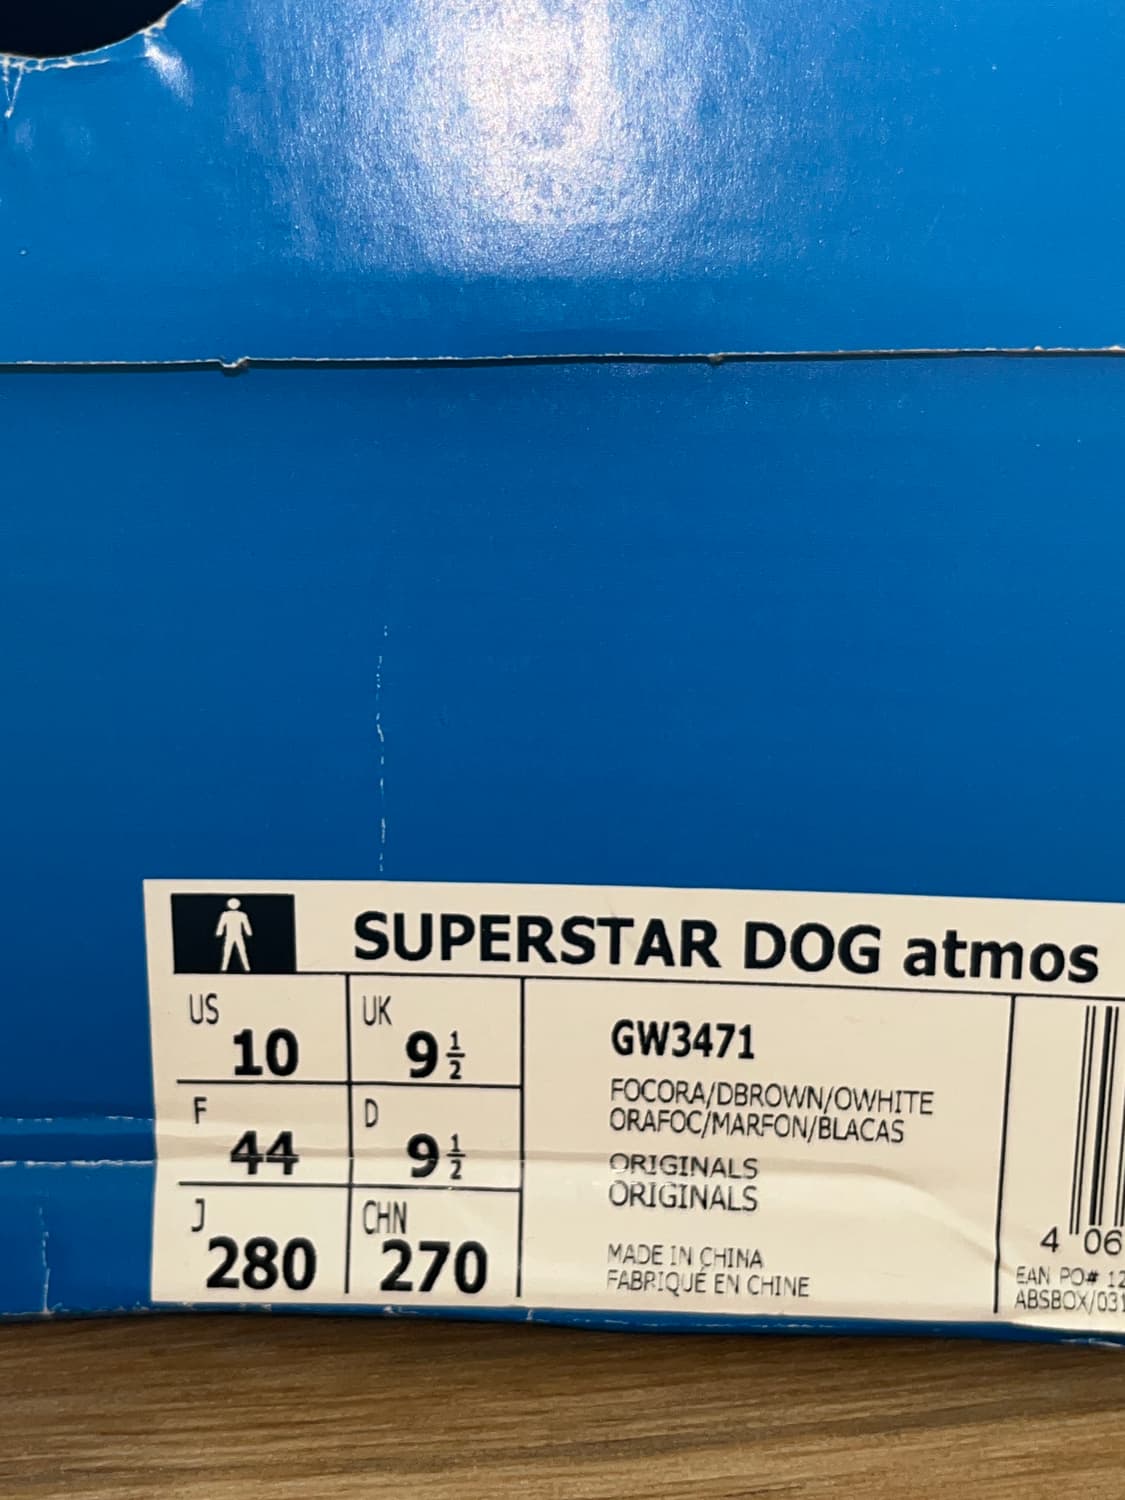 SUPERSTAR DOG atmos
US 10
UK 9½
F 44
D 9½
J 280
CHN 270
GW3471
FOCORA/DBROWN/OWHITE
ORAFOC/MARFON/BLACAS
ORIGINALS
ORIGINALS
MADE IN CHINA
FABRIQUÉ EN CHINE
4 06
EAN PO# 12
ABSBOX/031